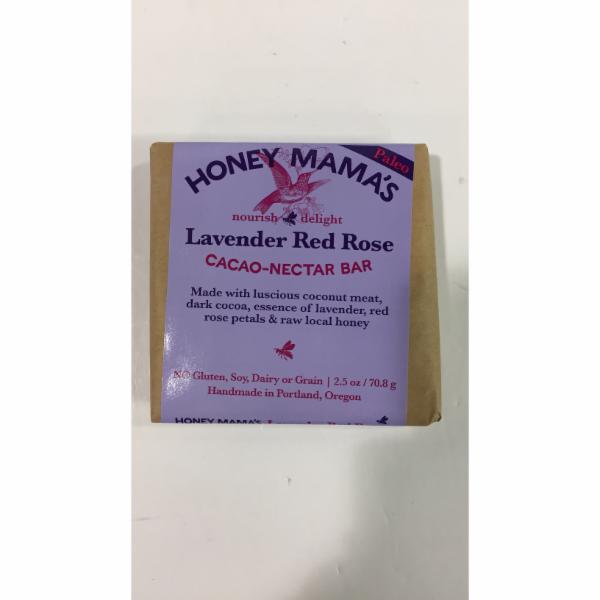 HONEY MAMA'S
Paleo
nourish delight
Lavender Red Rose
CACAO-NECTAR BAR
Made with luscious coconut meat,
dark cocoa, essence of lavender, red
rose petals & raw local honey
NO Gluten, Soy, Dairy or Grain | 2.5 oz / 70.8 g
Handmade in Portland, Oregon
HONEY MAMA'S Lavender Red